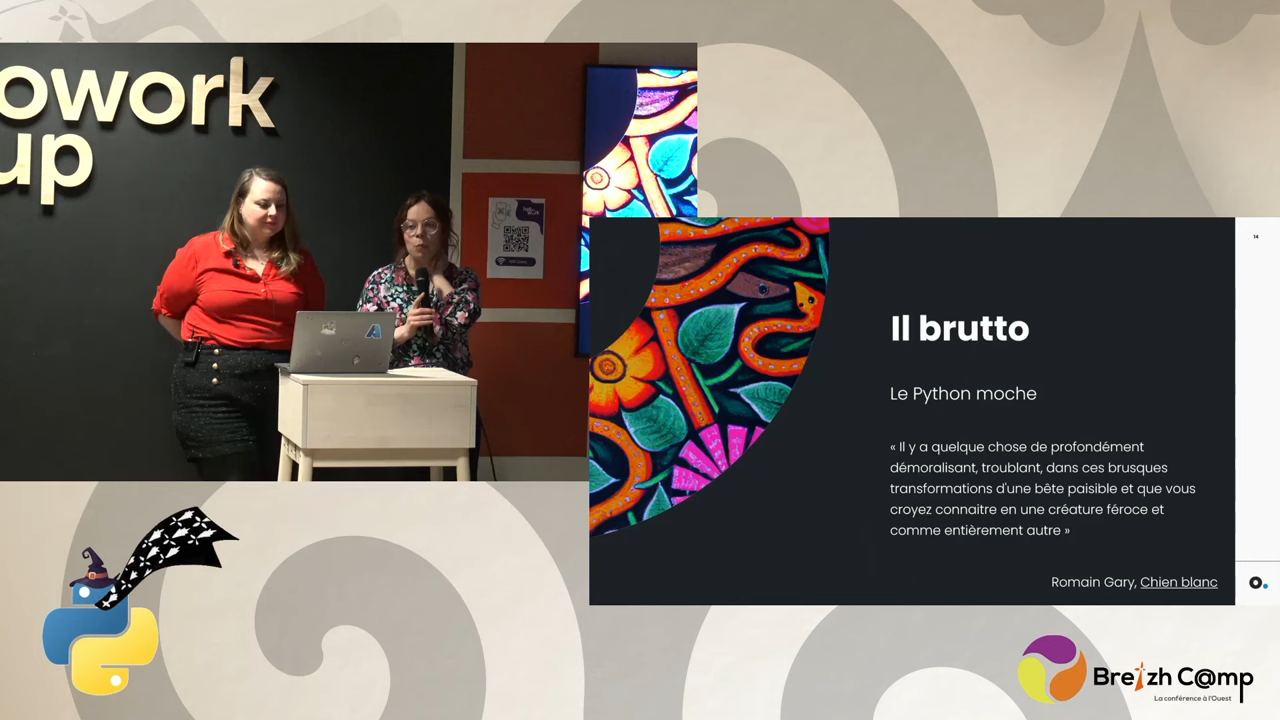 owork
up
14
Il brutto
Le Python moche
« Il y a quelque chose de profondément
démoralisant, troublant, dans ces brusques
transformations d'une bête paisible et que vous
croyez connaitre en une créature féroce et
comme entièrement autre »
Romain Gary, Chien blanc
o.
Breizh C@mp
La conférence à l'Ouest